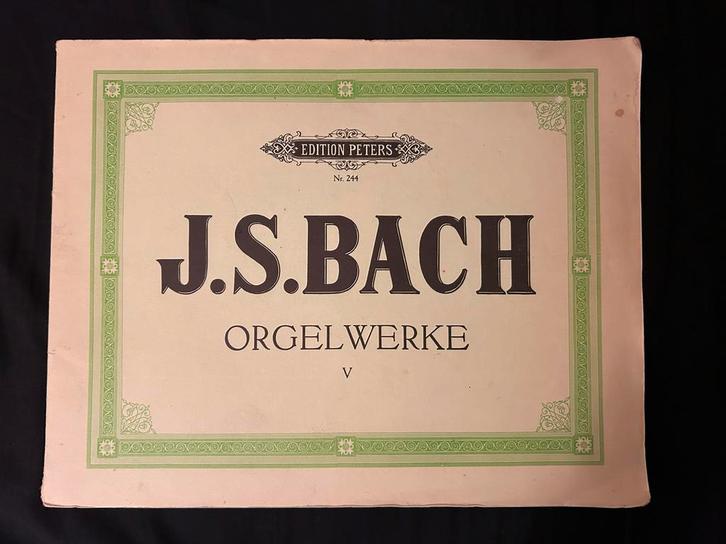 EDITION PETERS
Nr. 244
J.S.BACH
ORGELWERKE
V